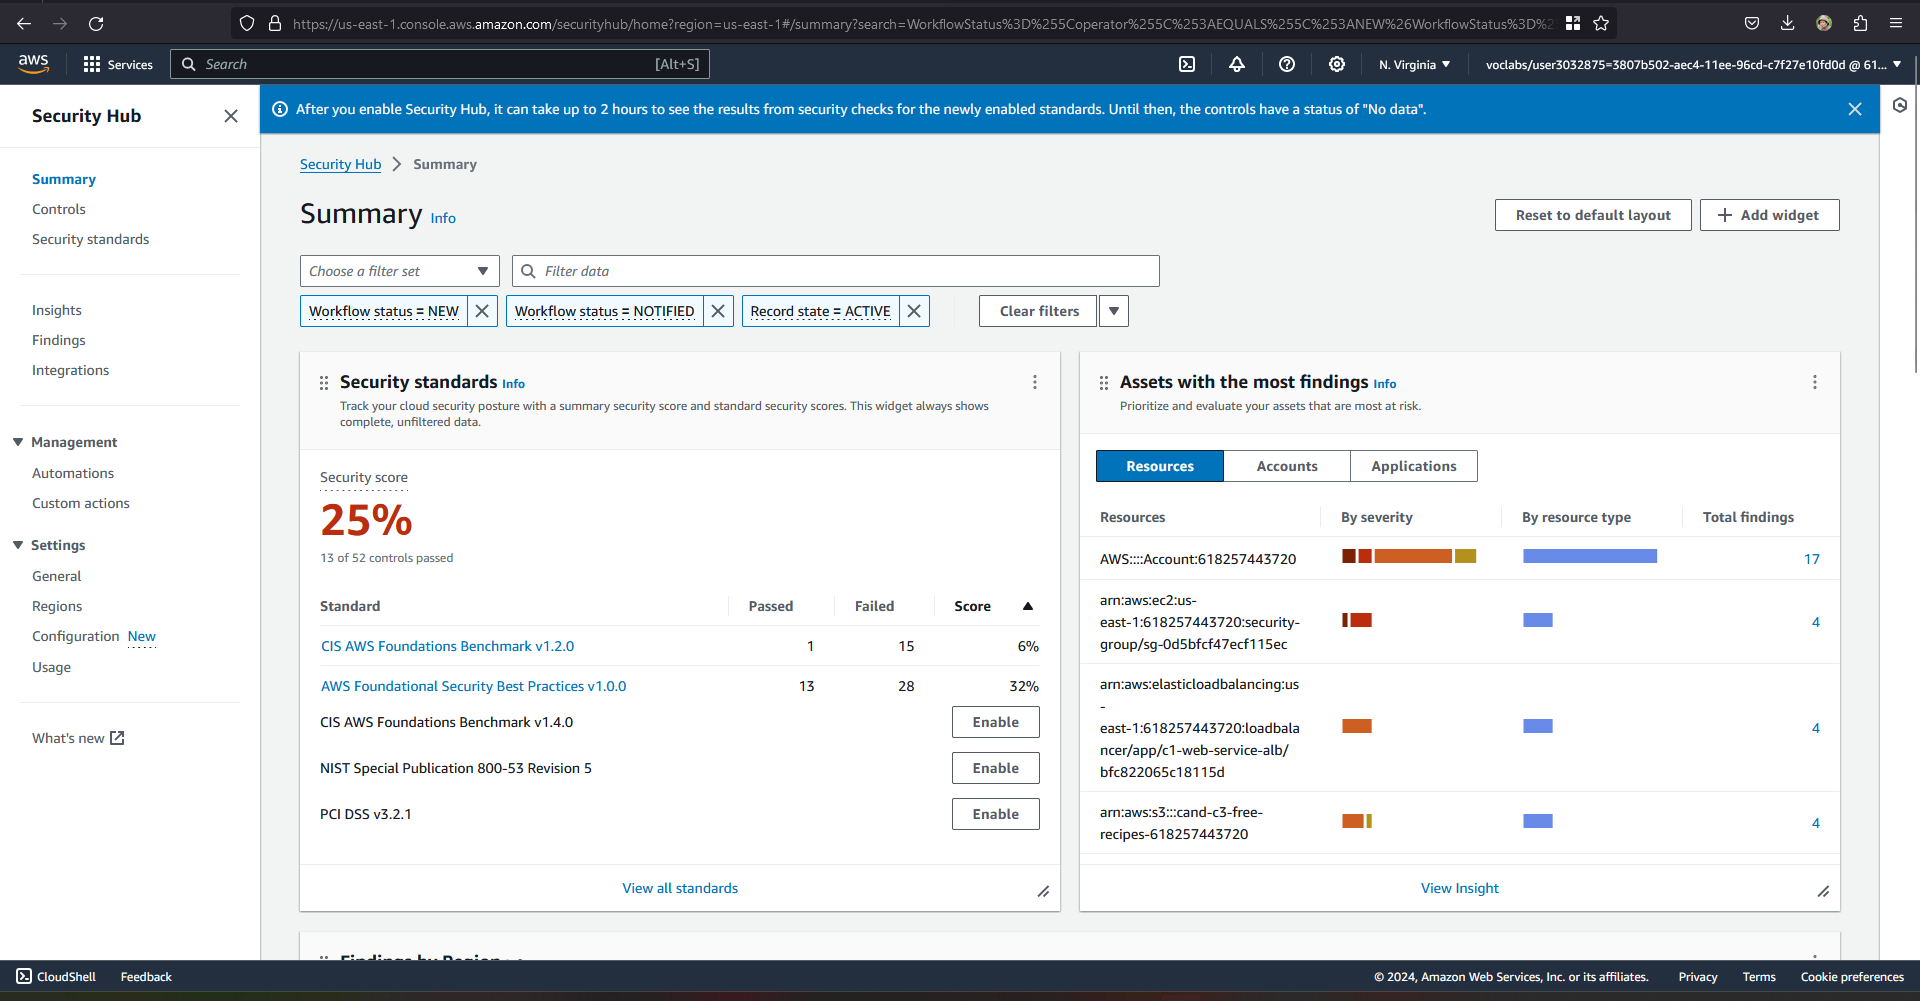 https://us-east-1.console.aws.amazon.com/securityhub/home?region=us-east-1#/summary?search=WorkflowStatus%3D%255Coperator%255C%253AEQUALS%255C%253ANEW%26WorkflowStatus%3D%2
aws
Services
Search
[Alt+S]
N. Virginia
voclabs/user3032875=3807b502-aec4-11ee-96cd-c7f27e10fd0d @ 61...
Security Hub
After you enable Security Hub, it can take up to 2 hours to see the results from security checks for the newly enabled standards. Until then, the controls have a status of "No data".
Summary
Controls
Security standards
Insights
Findings
Integrations
Management
Automations
Custom actions
Settings
General
Regions
Configuration New
Usage
What's new
Security Hub
Summary
Summary Info
Reset to default layout
Add widget
Choose a filter set
Filter data
Workflow status = NEW
Workflow status = NOTIFIED
Record state = ACTIVE
Clear filters
Security standards Info
Track your cloud security posture with a summary security score and standard security scores. This widget always shows
complete, unfiltered data.
Security score
25%
13 of 52 controls passed
Standard Passed Failed Score
CIS AWS Foundations Benchmark v1.2.0 1 15 6%
AWS Foundational Security Best Practices v1.0.0 13 28 32%
CIS AWS Foundations Benchmark v1.4.0 Enable
NIST Special Publication 800-53 Revision 5 Enable
PCI DSS v3.2.1 Enable
View all standards
Assets with the most findings Info
Prioritize and evaluate your assets that are most at risk.
Resources Accounts Applications
Resources By severity By resource type Total findings
AWS::::Account:618257443720 17
arn:aws:ec2:us-
east-1:618257443720:security- 4
group/sg-0d5bfcf47ecf115ec
arn:aws:elasticloadbalancing:us
-
east-1:618257443720:loadbala 4
ncer/app/c1-web-service-alb/
bfc822065c18115d
arn:aws:s3:::cand-c3-free-
recipes-618257443720 4
View Insight
Findings by Region
CloudShell
Feedback
© 2024, Amazon Web Services, Inc. or its affiliates.
Privacy
Terms
Cookie preferences